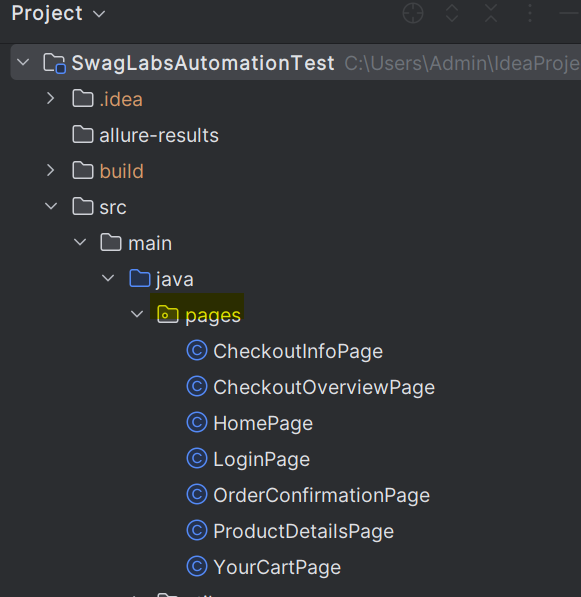 Project
SwagLabsAutomationTest C:\Users\Admin\IdeaProje
.idea
allure-results
build
src
main
java
pages
CheckoutInfoPage
CheckoutOverviewPage
HomePage
LoginPage
OrderConfirmationPage
ProductDetailsPage
YourCartPage